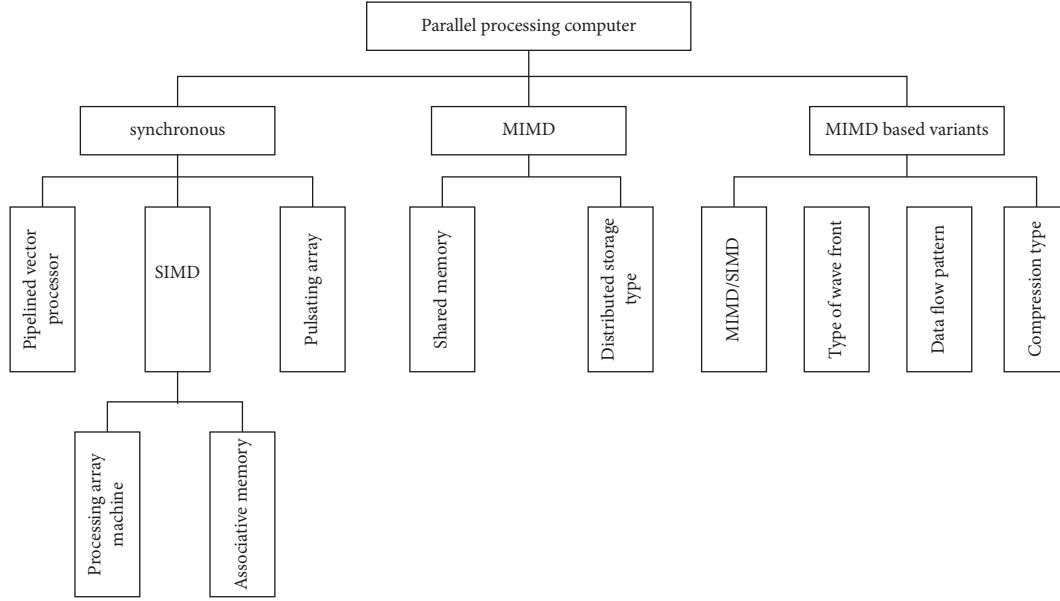 Parallel processing computer
synchronous
MIMD
MIMD based variants
Pipelined vector
processor
SIMD
Pulsating array
Shared memory
Distributed storage
type
MIMD/SIMD
Type of wave front
Data flow pattern
Compression type
Processing array
machine
Associative memory